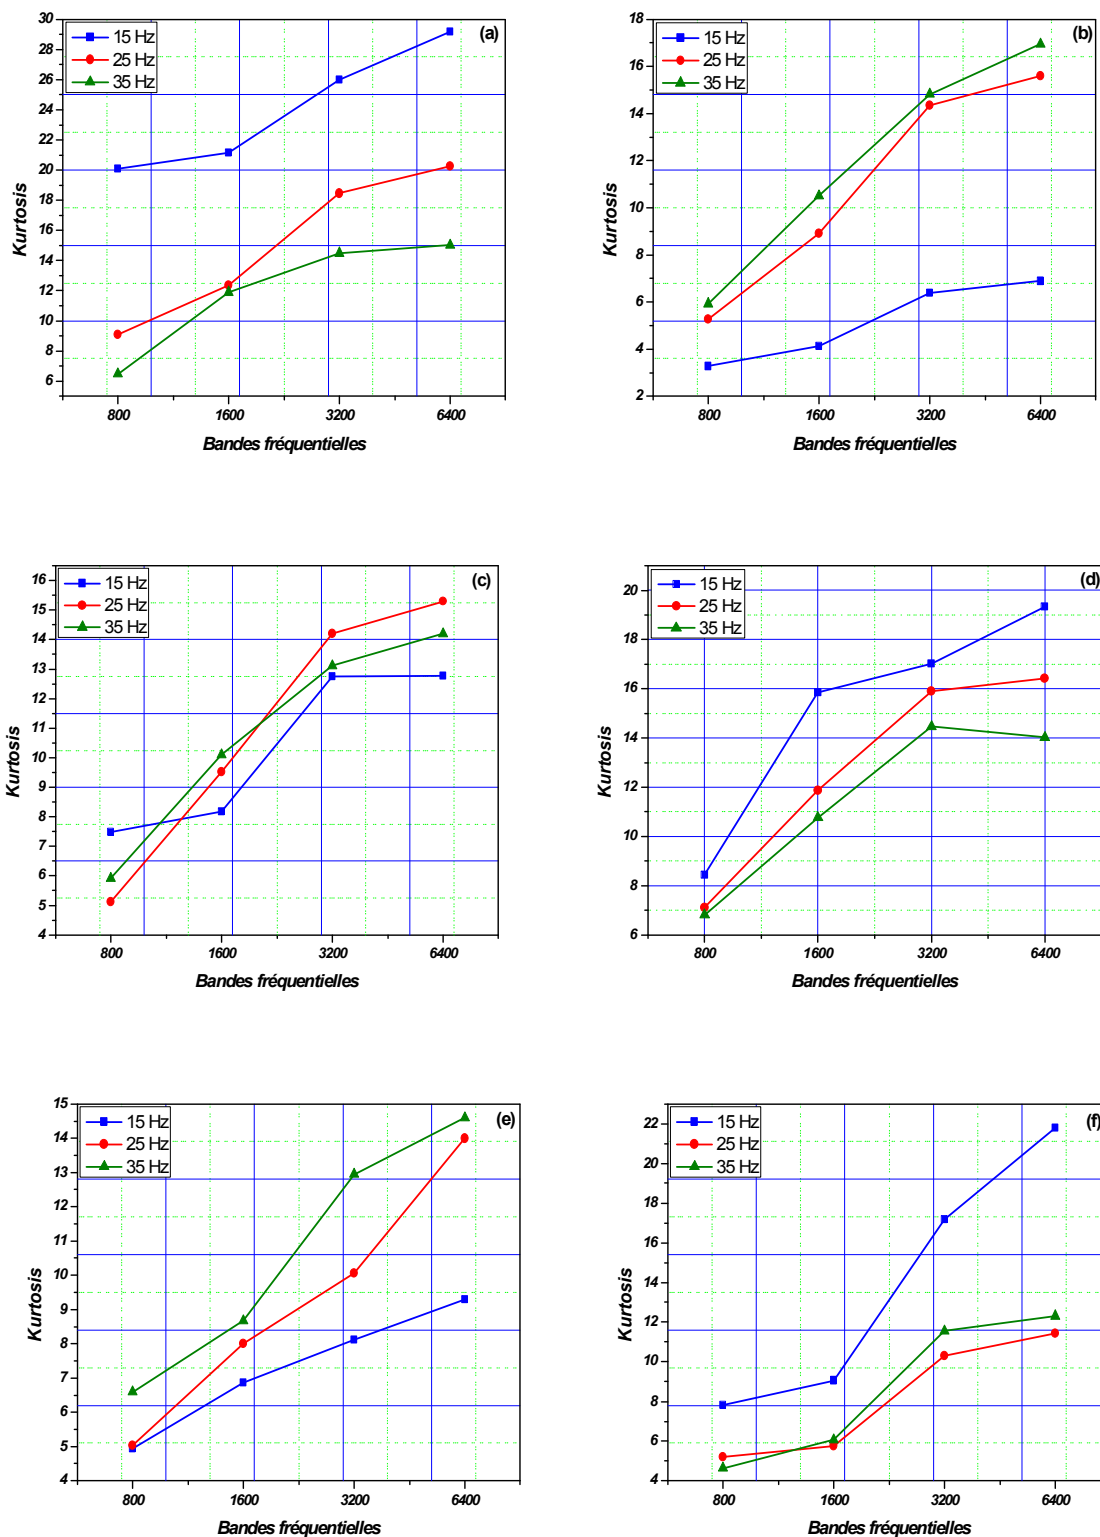 (a)
15 Hz
25 Hz
35 Hz
30
28
26
24
22
20
18
16
14
12
10
8
6
Kurtosis
800
1600
3200
6400
Bandes fréquentielles
(b)
15 Hz
25 Hz
35 Hz
18
16
14
12
10
8
6
4
2
Kurtosis
800
1600
3200
6400
Bandes fréquentielles
(c)
15 Hz
25 Hz
35 Hz
16
15
14
13
12
11
10
9
8
7
6
5
4
Kurtosis
800
1600
3200
6400
Bandes fréquentielles
(d)
15 Hz
25 Hz
35 Hz
20
18
16
14
12
10
8
6
Kurtosis
800
1600
3200
6400
Bandes fréquentielles
(e)
15 Hz
25 Hz
35 Hz
15
14
13
12
11
10
9
8
7
6
5
4
Kurtosis
800
1600
3200
6400
Bandes fréquentielles
(f)
15 Hz
25 Hz
35 Hz
22
20
18
16
14
12
10
8
6
4
Kurtosis
800
1600
3200
6400
Bandes fréquentielles